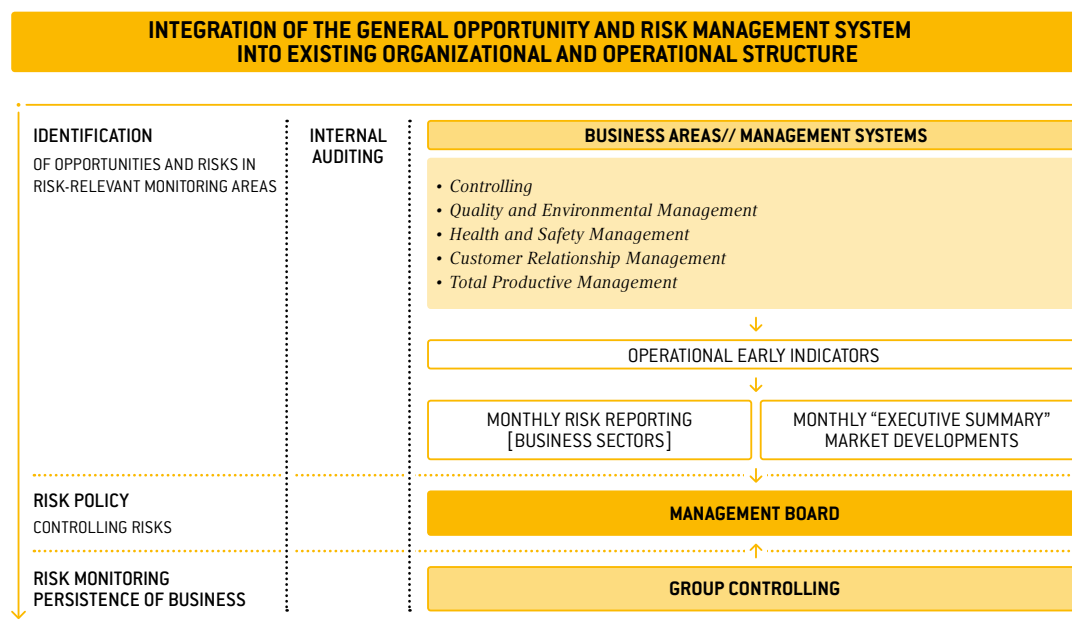 INTEGRATION OF THE GENERAL OPPORTUNITY AND RISK MANAGEMENT SYSTEM
INTO EXISTING ORGANIZATIONAL AND OPERATIONAL STRUCTURE
IDENTIFICATION
OF OPPORTUNITIES AND RISKS IN
RISK-RELEVANT MONITORING AREAS
INTERNAL
AUDITING
BUSINESS AREAS// MANAGEMENT SYSTEMS
• Controlling
• Quality and Environmental Management
• Health and Safety Management
• Customer Relationship Management
• Total Productive Management
OPERATIONAL EARLY INDICATORS
MONTHLY RISK REPORTING
[BUSINESS SECTORS]
MONTHLY “EXECUTIVE SUMMARY”
MARKET DEVELOPMENTS
RISK POLICY
CONTROLLING RISKS
MANAGEMENT BOARD
RISK MONITORING
PERSISTENCE OF BUSINESS
GROUP CONTROLLING